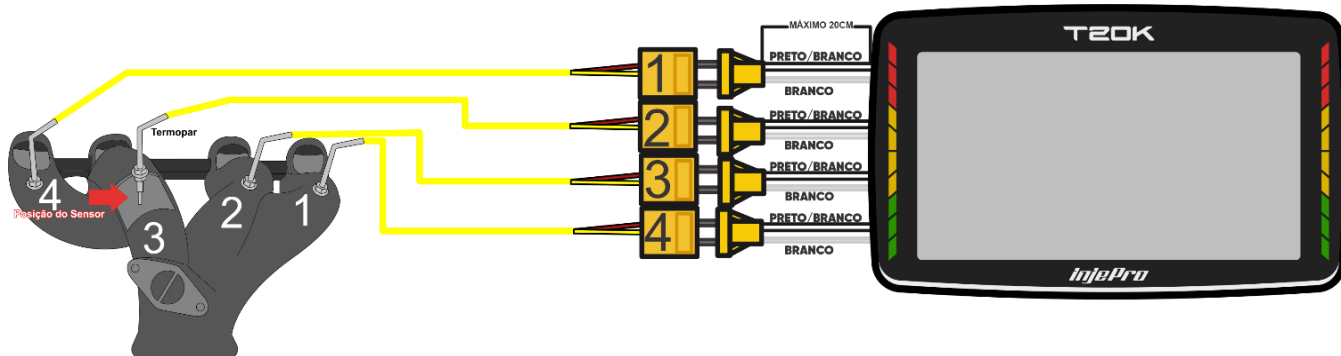 MÁXIMO 20CM
T20K
PRETO/BRANCO
1
BRANCO
2
PRETO/BRANCO
BRANCO
3
PRETO/BRANCO
BRANCO
4
PRETO/BRANCO
BRANCO
Termopar
4
Posição do Sensor
3
2
1
injePro